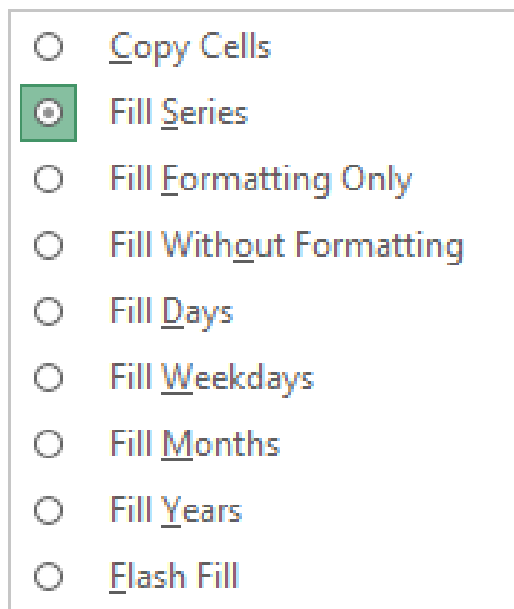 Copy Cells
Fill Series
Fill Formatting Only
Fill Without Formatting
Fill Days
Fill Weekdays
Fill Months
Fill Years
Flash Fill